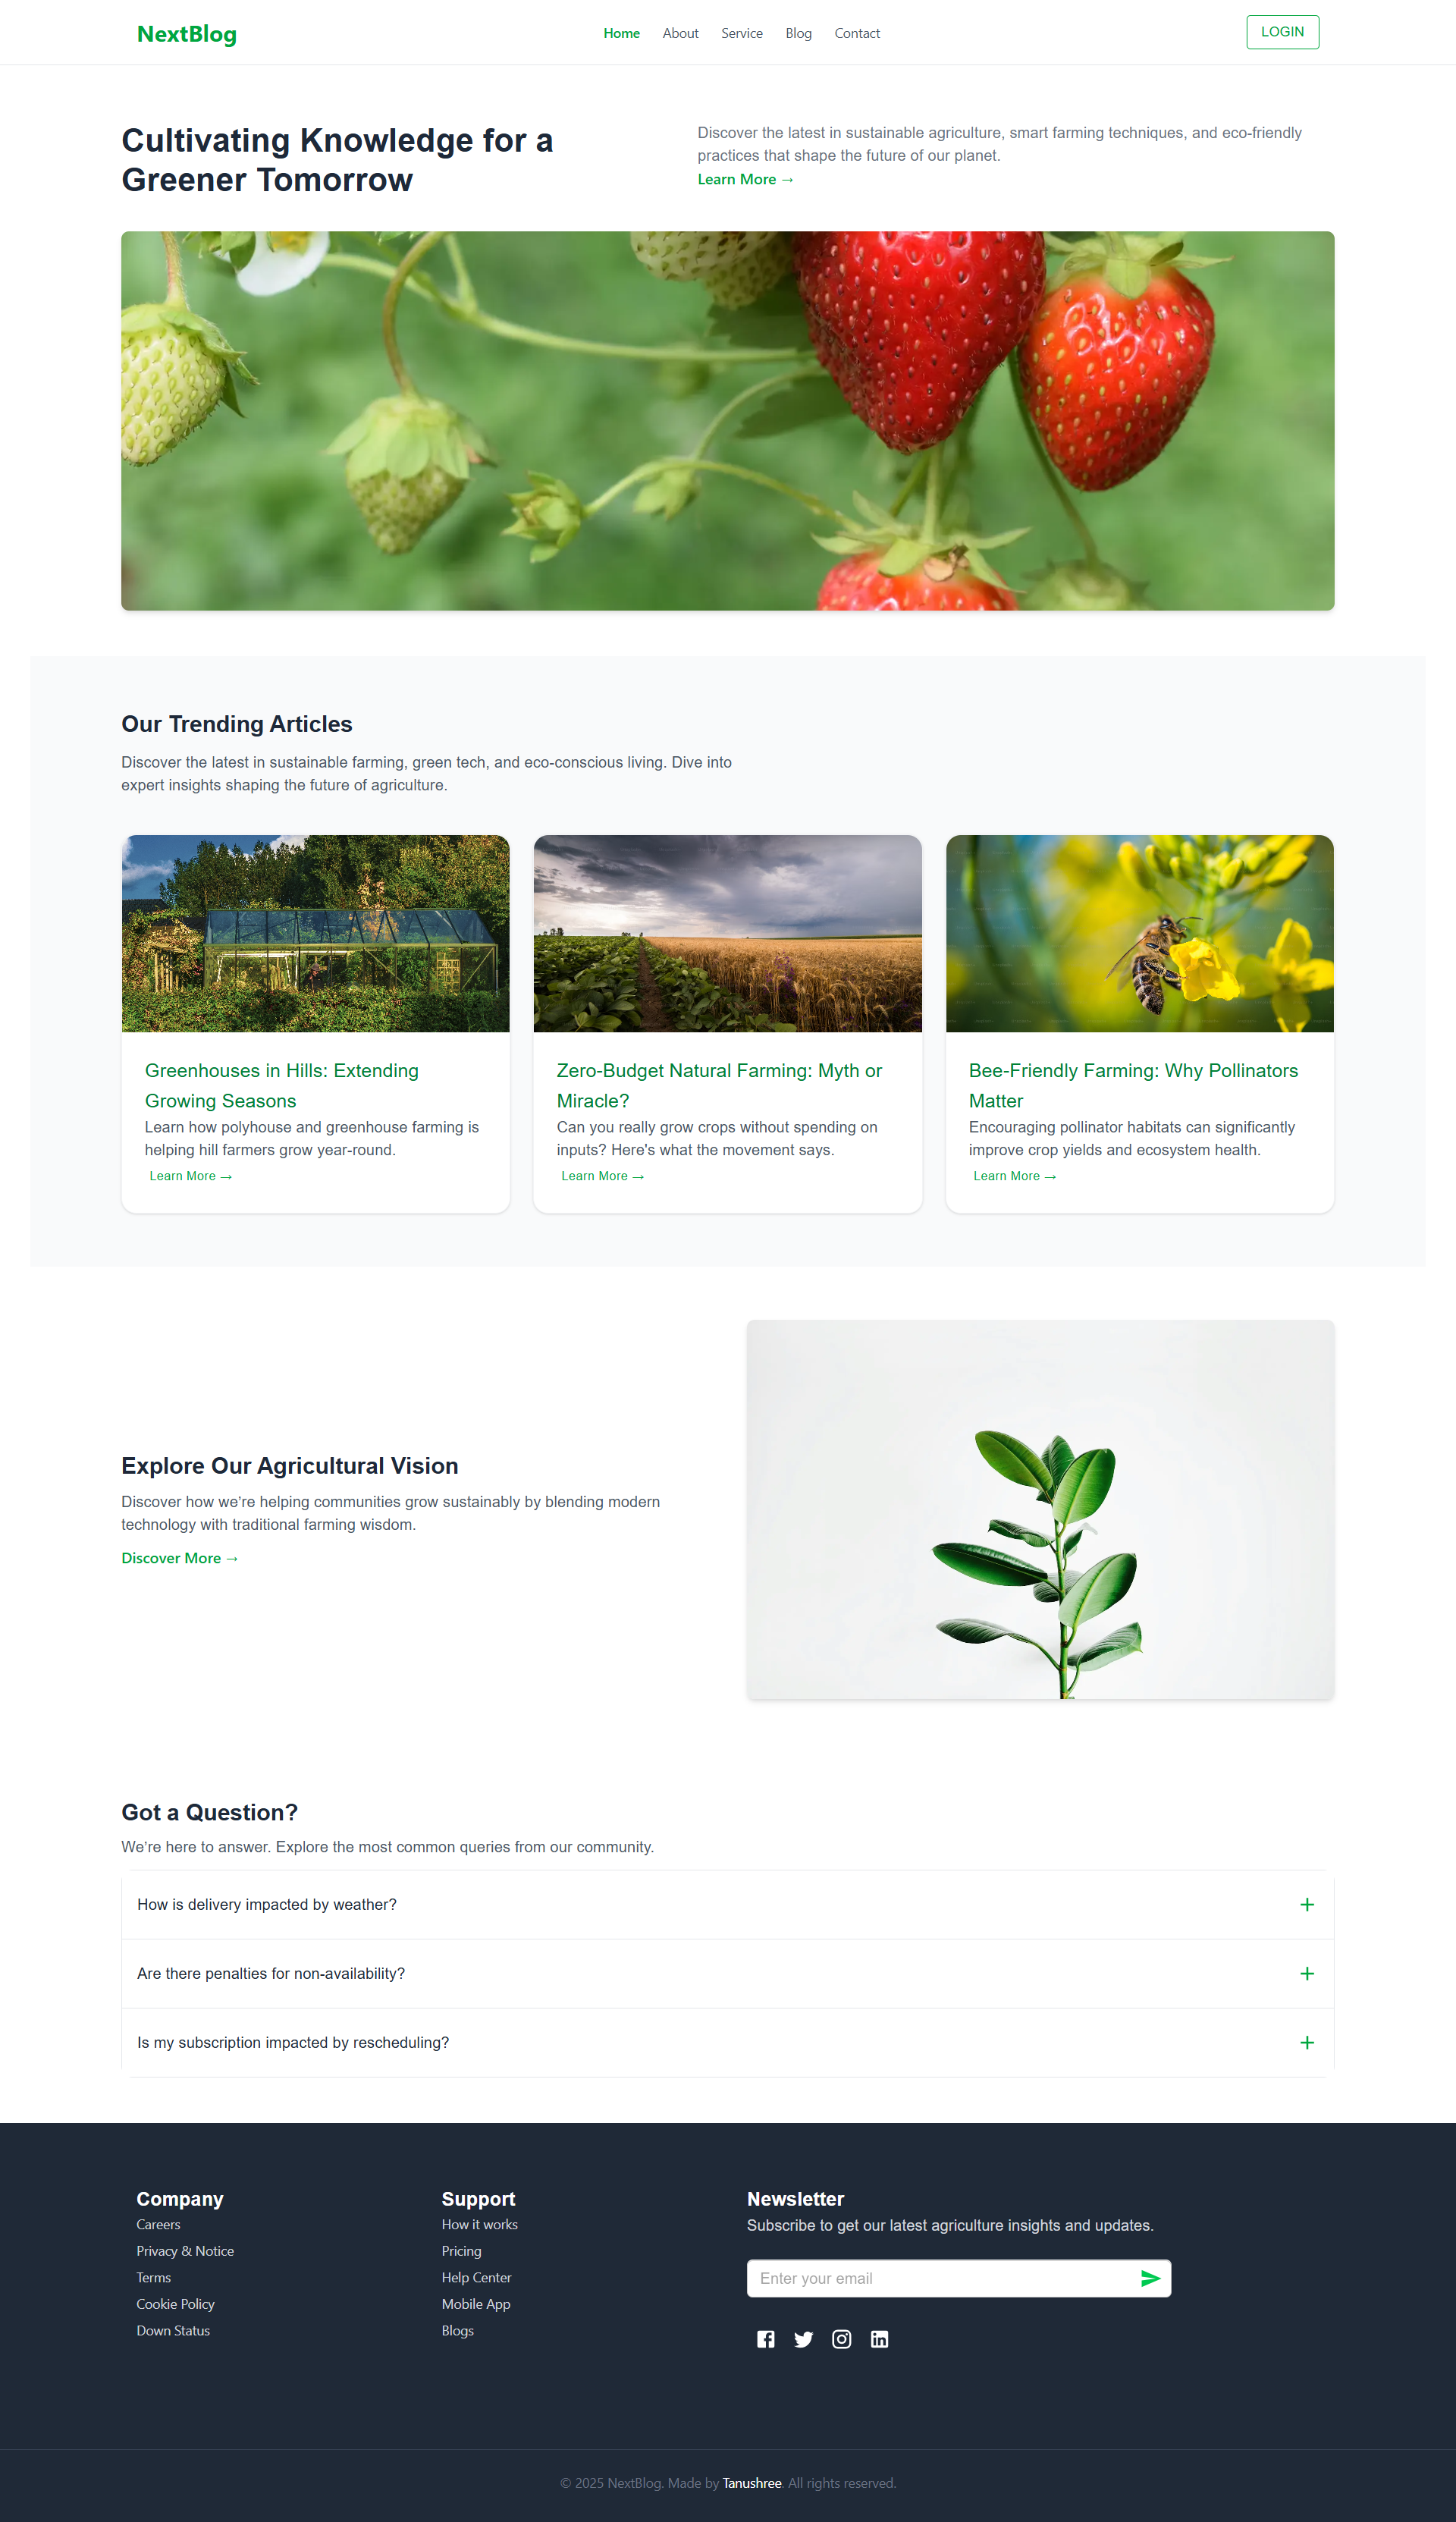 NextBlog
Home
About
Service
Blog
Contact
LOGIN
Cultivating Knowledge for a
Greener Tomorrow
Discover the latest in sustainable agriculture, smart farming techniques, and eco-friendly
practices that shape the future of our planet.
Learn More →
Our Trending Articles
Discover the latest in sustainable farming, green tech, and eco-conscious living. Dive into
expert insights shaping the future of agriculture.
Greenhouses in Hills: Extending
Growing Seasons
Learn how polyhouse and greenhouse farming is
helping hill farmers grow year-round.
Learn More →
Zero-Budget Natural Farming: Myth or
Miracle?
Can you really grow crops without spending on
inputs? Here's what the movement says.
Learn More →
Bee-Friendly Farming: Why Pollinators
Matter
Encouraging pollinator habitats can significantly
improve crop yields and ecosystem health.
Learn More →
Explore Our Agricultural Vision
Discover how we’re helping communities grow sustainably by blending modern
technology with traditional farming wisdom.
Discover More →
Got a Question?
We’re here to answer. Explore the most common queries from our community.
How is delivery impacted by weather?
Are there penalties for non-availability?
Is my subscription impacted by rescheduling?
Company
Careers
Privacy & Notice
Terms
Cookie Policy
Down Status
Support
How it works
Pricing
Help Center
Mobile App
Blogs
Newsletter
Subscribe to get our latest agriculture insights and updates.
Enter your email
© 2025 NextBlog. Made by Tanushree. All rights reserved.